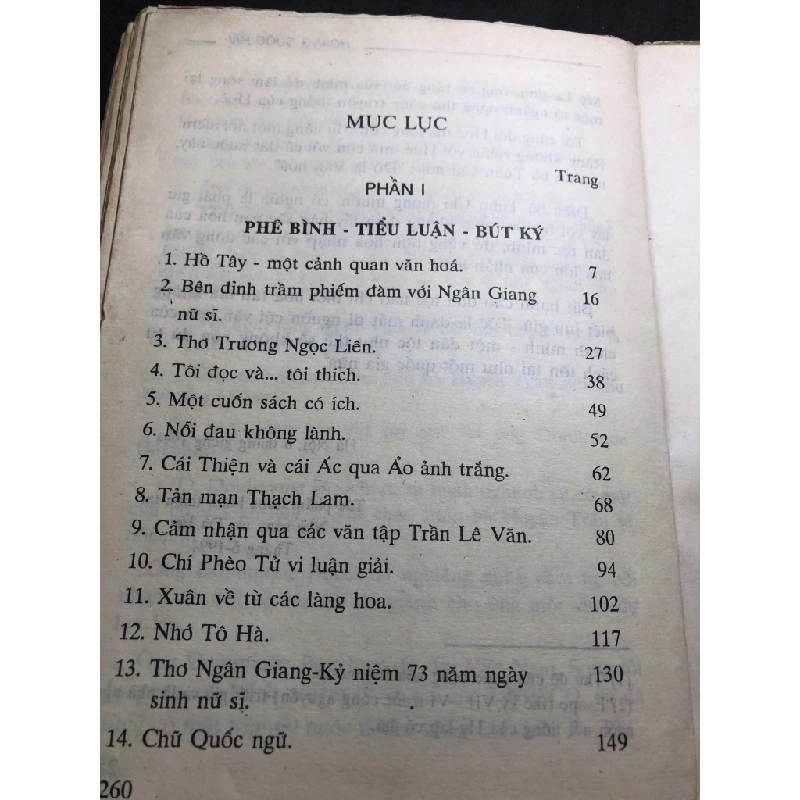 MỤC LỤC
Trang
PHẦN I
PHÊ BÌNH - TIỂU LUẬN - BÚT KÝ
1. Hồ Tây - một cảnh quan văn hoá. 7
2. Bên đỉnh trầm phiếm đàm với Ngân Giang 16
nữ sĩ.
3. Thơ Trương Ngọc Liên. 27
4. Tôi đọc và... tôi thích. 38
5. Một cuốn sách có ích. 49
6. Nổi đau không lành. 52
7. Cái Thiện và cái Ác qua Ảo ảnh trắng. 62
8. Tản mạn Thạch Lam. 68
9. Cảm nhận qua các văn tập Trần Lê Văn. 80
10. Chí Phèo Tử vi luận giải. 94
11. Xuân về từ các làng hoa. 102
12. Nhớ Tô Hà. 117
13. Thơ Ngân Giang-Kỷ niệm 73 năm ngày 130
sinh nữ sĩ.
14. Chữ Quốc ngữ. 149
260